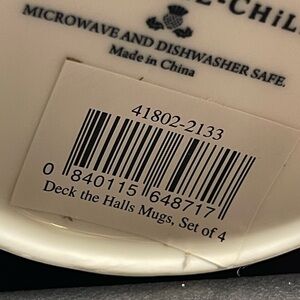 MICROWAVE AND DISHWASHER SAFE.
Made in China
41802-2133
0 840115 648717
Deck the Halls Mugs, Set of 4